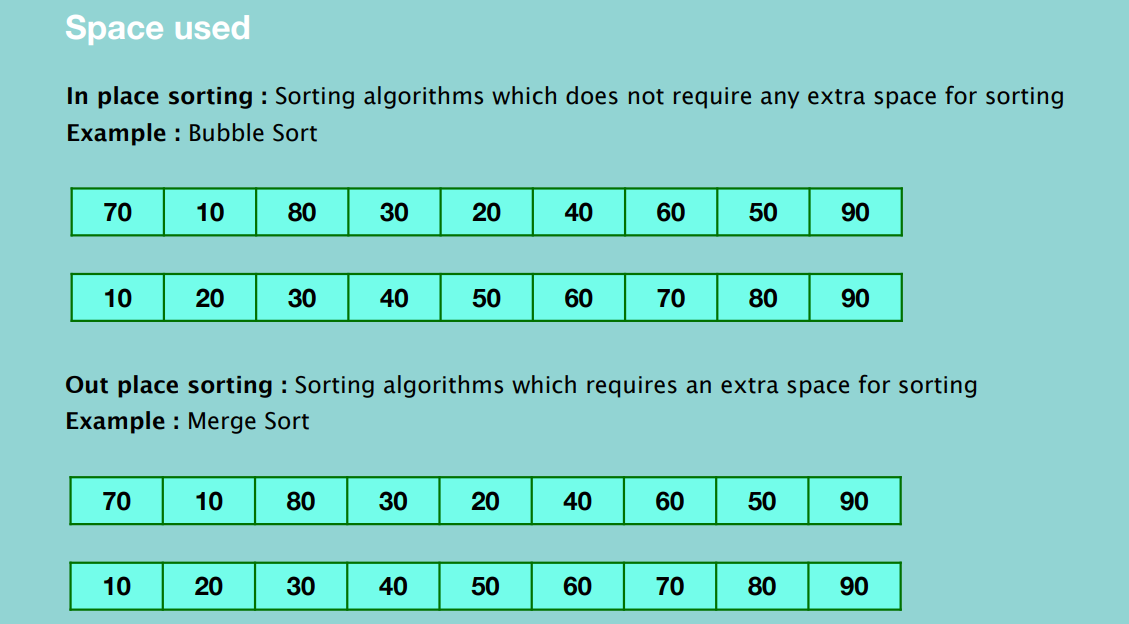 Space used
In place sorting : Sorting algorithms which does not require any extra space for sorting
Example : Bubble Sort
70 10 80 30 20 40 60 50 90
10 20 30 40 50 60 70 80 90
Out place sorting : Sorting algorithms which requires an extra space for sorting
Example : Merge Sort
70 10 80 30 20 40 60 50 90
10 20 30 40 50 60 70 80 90